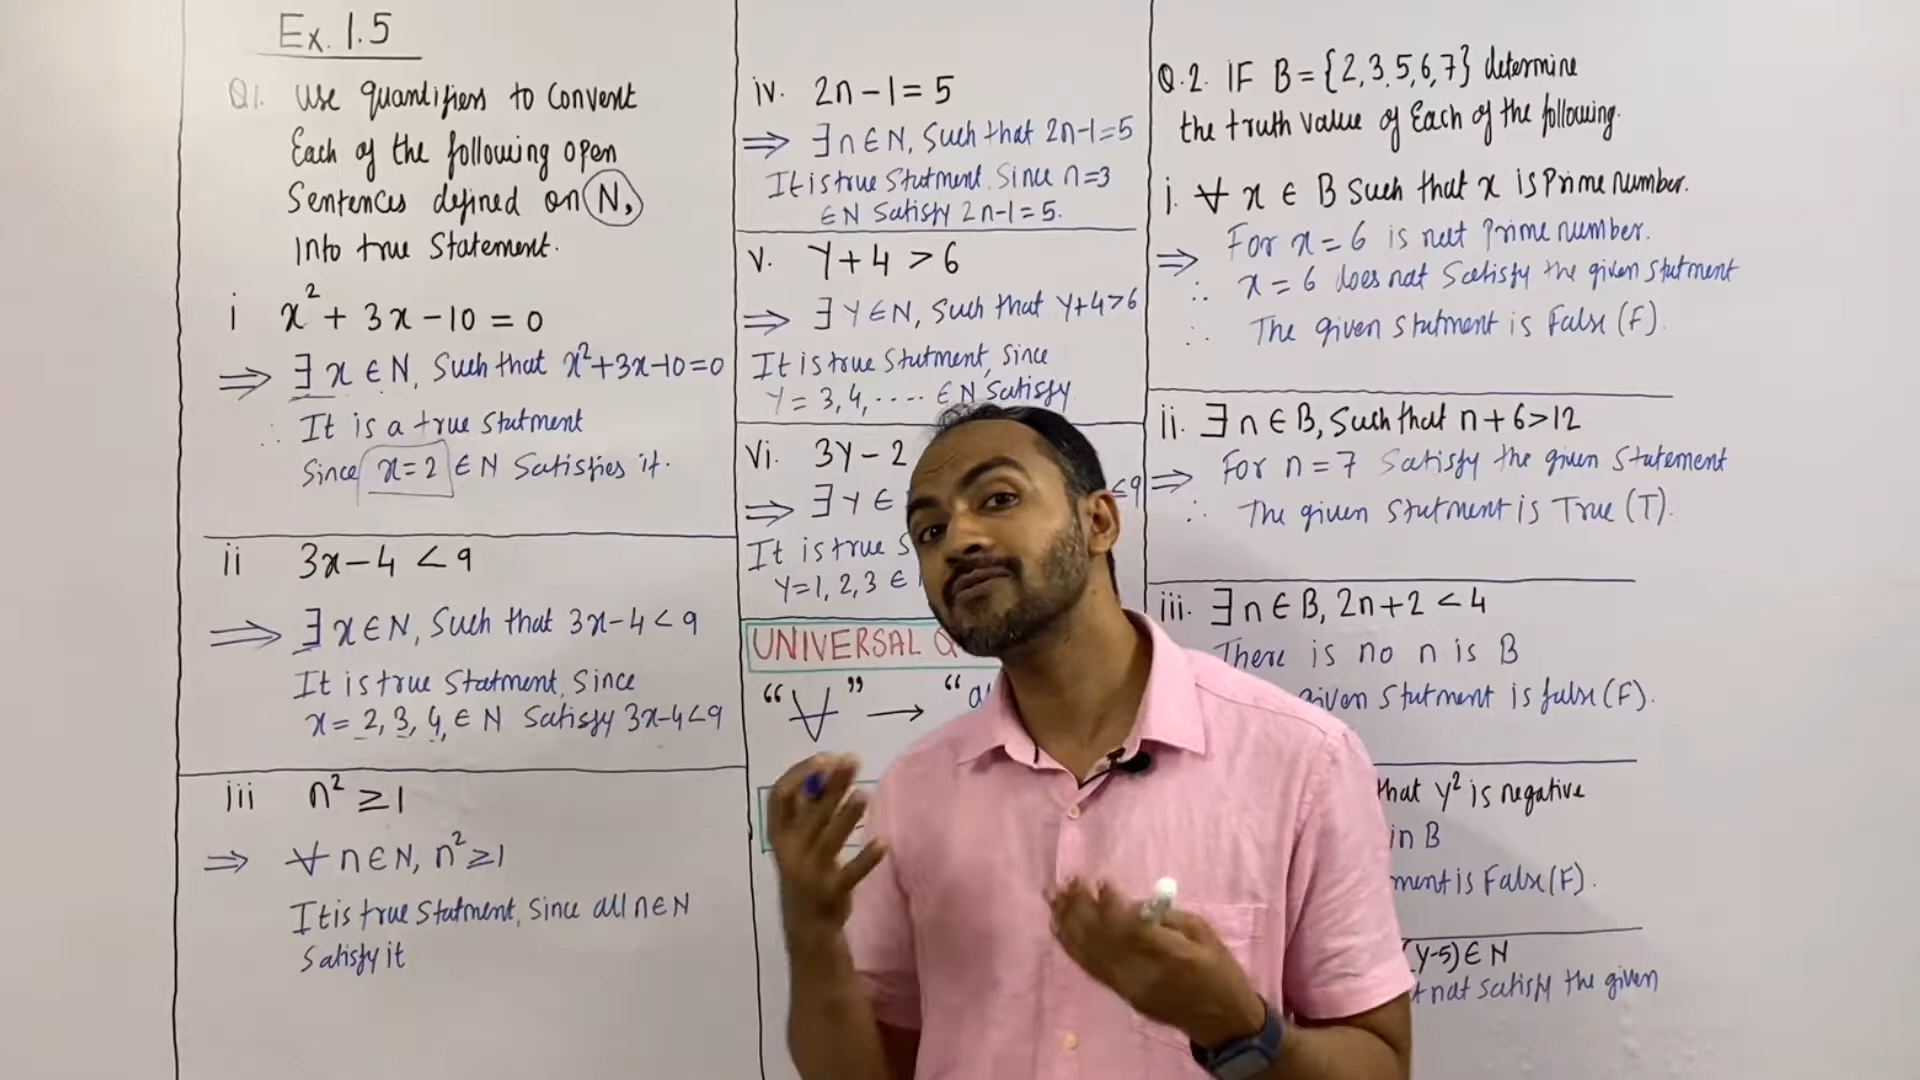 Ex. 1.5
Q1. Use quantifiers to Convert
Each of the following open
Sentences defined on N,
Into true Statement.
i x² + 3x - 10 = 0
⇒ ∃ x ∈ N, Such that x²+3x-10=0
∴ It is a true Statment
Since x=2 ∈ N Satisfies it.
ii 3x - 4 < 9
⇒ ∃ x ∈ N, Such that 3x-4<9
It is true Statment, Since
x = 2, 3, 4, ∈ N Satisfy 3x-4<9
iii n² ≥ 1
⇒ ∀ n ∈ N, n² ≥ 1
It is true Statment, Since all n ∈ N
Satisfy it
iv. 2n - 1 = 5
⇒ ∃ n ∈ N, Such that 2n-1=5
It is true Statment. Since n=3
∈ N Satisfy 2n-1=5.
v. Y + 4 > 6
⇒ ∃ Y ∈ N, Such that Y+4>6
It is true Statment, Since
Y = 3, 4, .... ∈ N Satisfy
vi. 3Y - 2
⇒ ∃ Y ∈ <9
It is true S
Y=1, 2, 3 ∈
UNIVERSAL Q
"∀" → "
Q.2. IF B = {2,3,5,6,7} determine
the truth value of Each of the following.
i. ∀ x ∈ B Such that x is Prime number.
⇒ For x = 6 is not Prime number.
∴ x = 6 does not Satisfy the given Statment
∴ The given Statment is False (F).
ii. ∃ n ∈ B, Such that n + 6 > 12
⇒ For n = 7 Satisfy the given Statement
∴ The given Statment is True (T).
iii. ∃ n ∈ B, 2n + 2 < 4
There is no n is B
given Statment is false (F).
that y² is negative
in B
ment is False (F).
(Y-5) ∈ N
not satisfy the given